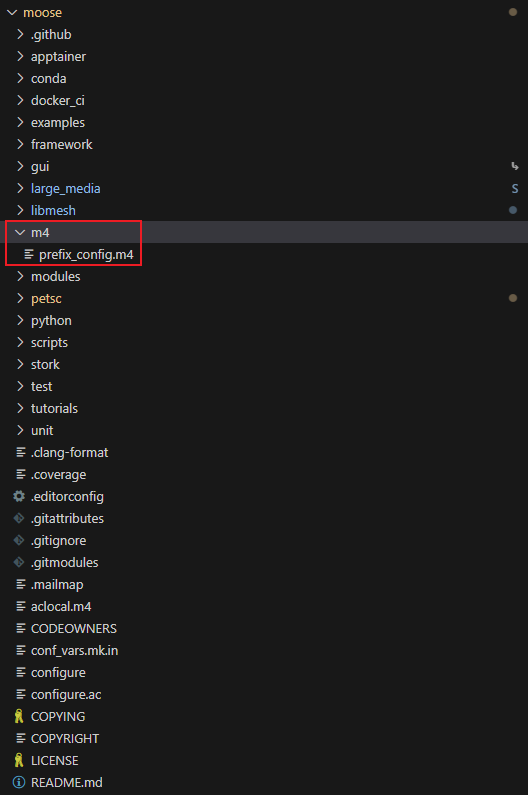 moose
.github
apptainer
conda
docker_ci
examples
framework
gui
large_media S
libmesh
m4
prefix_config.m4
modules
petsc
python
scripts
stork
test
tutorials
unit
.clang-format
.coverage
.editorconfig
.gitattributes
.gitignore
.gitmodules
.mailmap
aclocal.m4
CODEOWNERS
conf_vars.mk.in
configure
configure.ac
COPYING
COPYRIGHT
LICENSE
README.md